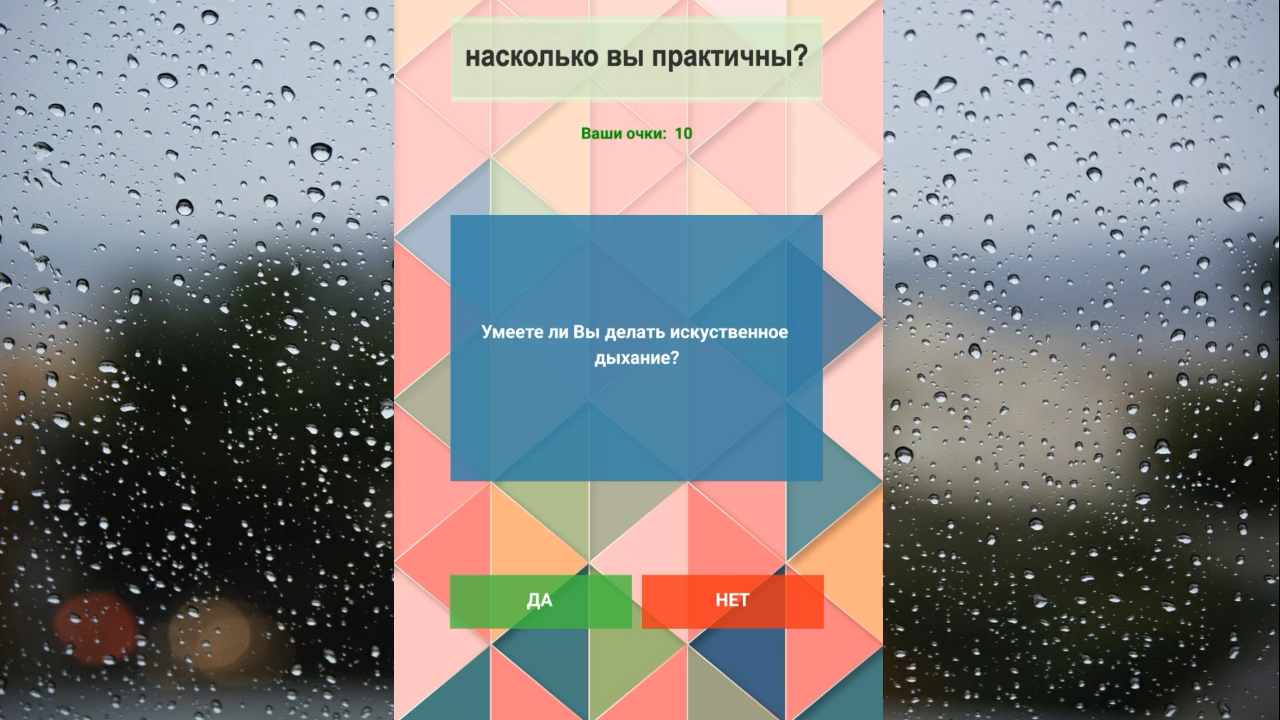 насколько вы практичны?
Ваши очки: 10
Умеете ли Вы делать искуственное
дыхание?
ДА
НЕТ